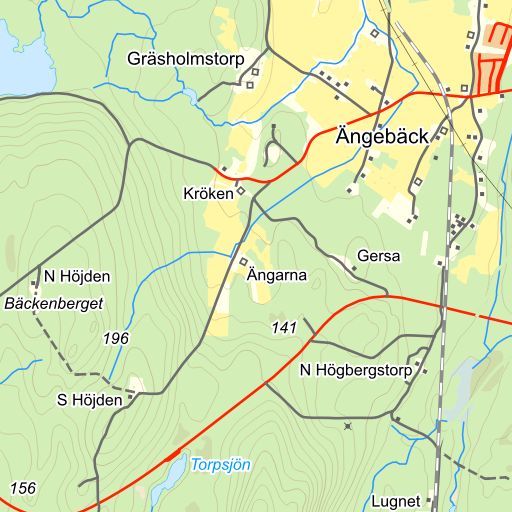 Gräsholmstorp
Ängebäck
Kröken
Gersa
N Höjden
Ängarna
Bäckenberget
196
141
N Högbergstorp
S Höjden
Torpsjön
156
Lugnet